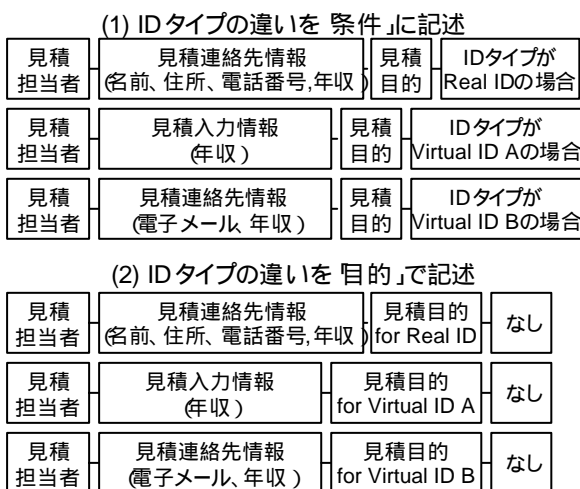 (1) IDタイプの違いを「条件」に記述
見積
担当者
見積連絡先情報
(名前、住所、電話番号,年収)
見積
目的
IDタイプが
Real IDの場合
見積
担当者
見積入力情報
(年収)
見積
目的
IDタイプが
Virtual ID Aの場合
見積
担当者
見積連絡先情報
(電子メール、年収)
見積
目的
IDタイプが
Virtual ID Bの場合
(2) IDタイプの違いを「目的」で記述
見積
担当者
見積連絡先情報
(名前、住所、電話番号,年収)
見積目的
for Real ID
なし
見積
担当者
見積入力情報
(年収)
見積目的
for Virtual ID A
なし
見積
担当者
見積連絡先情報
(電子メール、年収)
見積目的
for Virtual ID B
なし